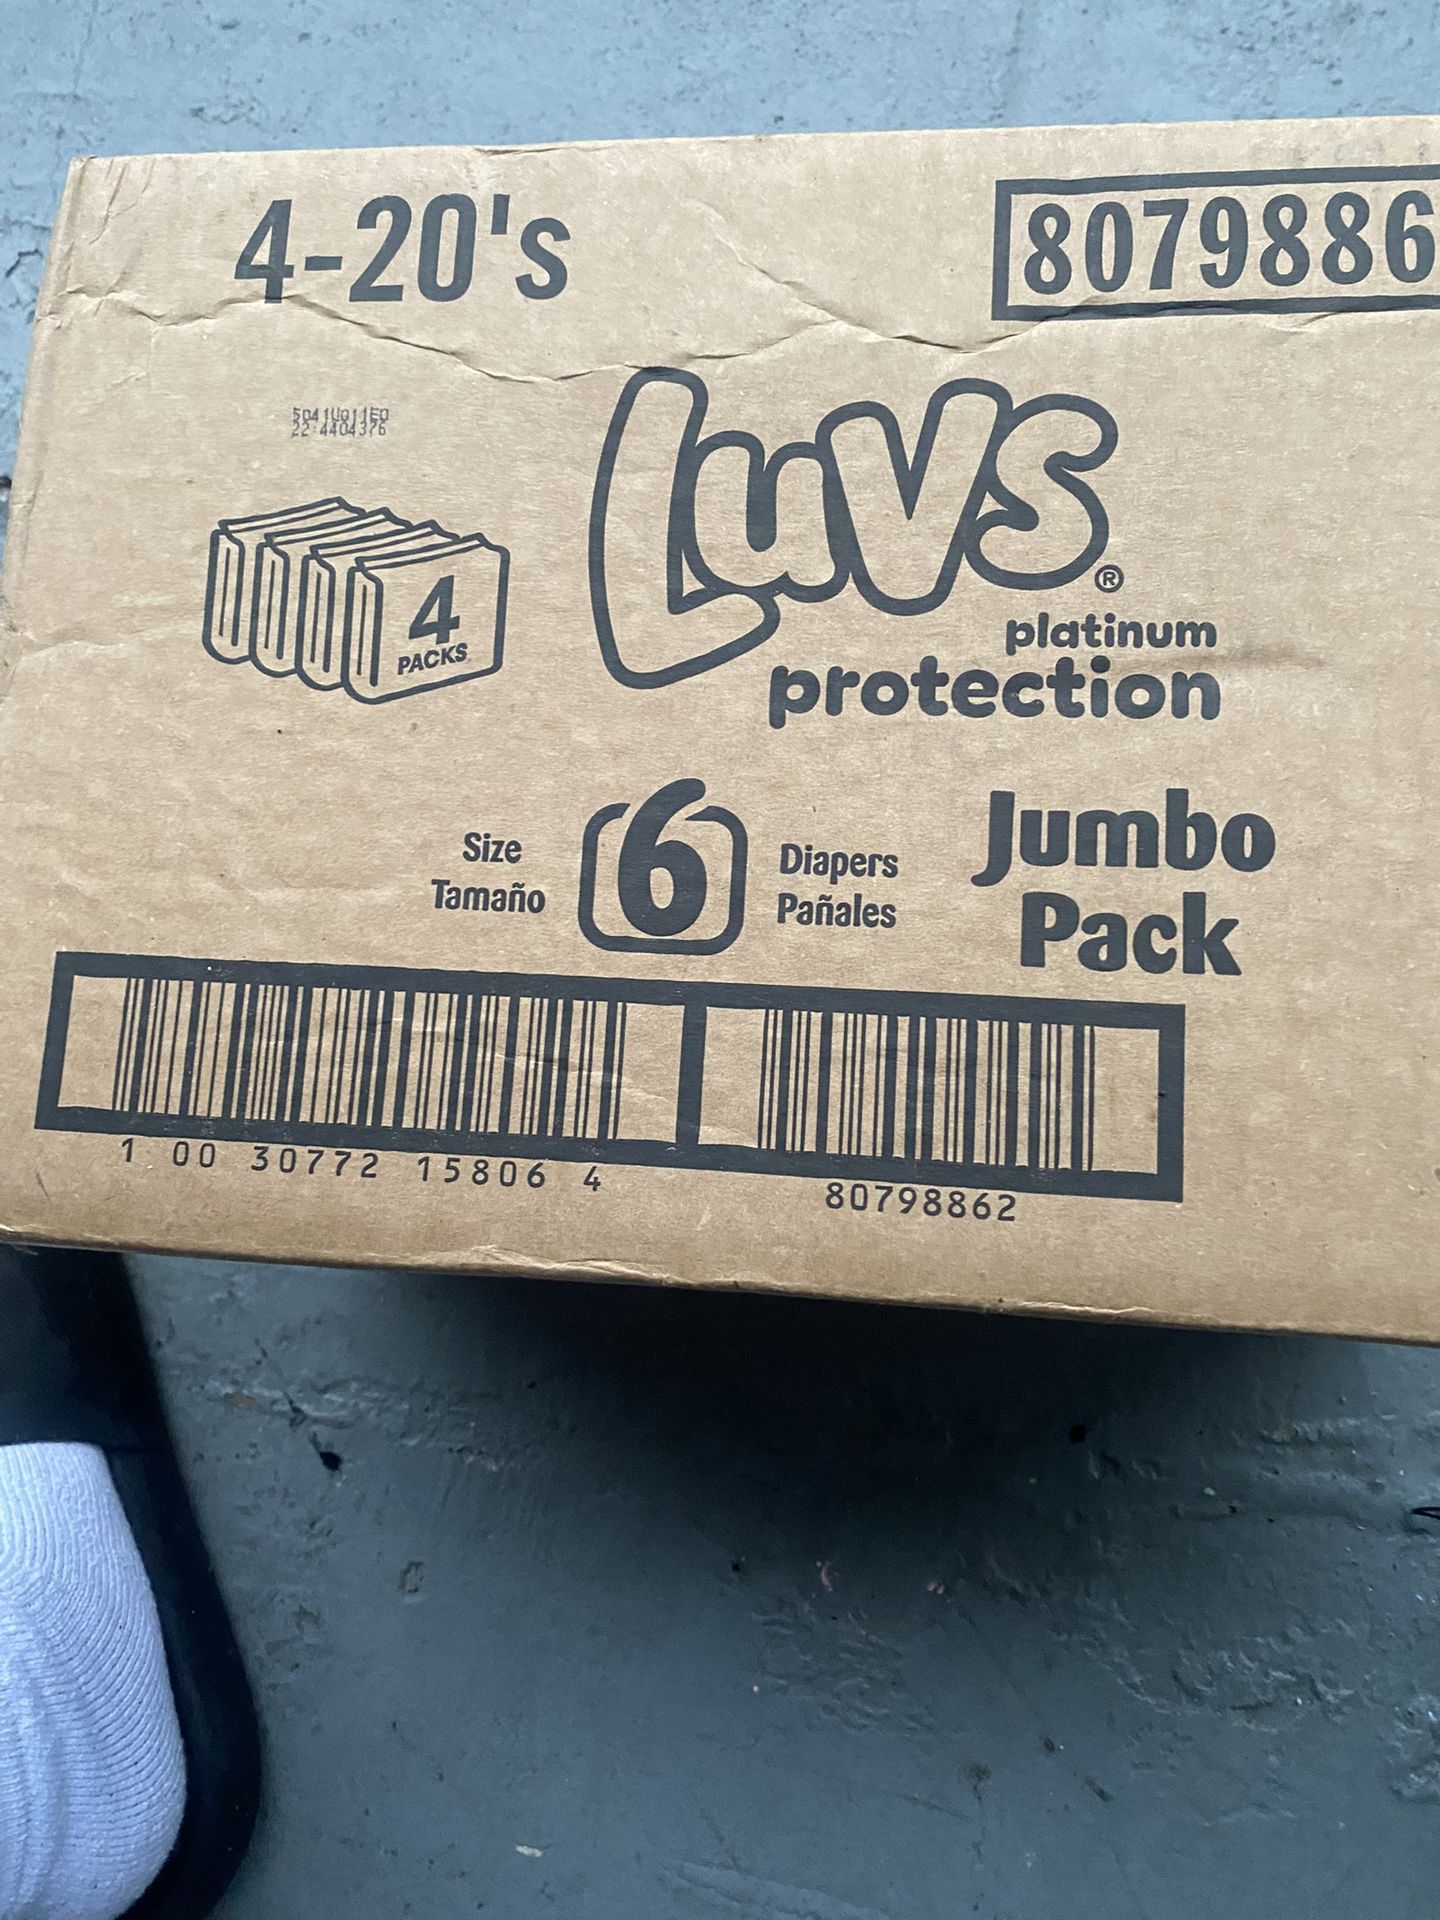 4-20's
8079886
5041U011E0
22:4404376
Luvs®
platinum
protection
4
PACKS
Size
Tamaño
6
Diapers
Pañales
Jumbo
Pack
1 00 30772 15806 4
80798862